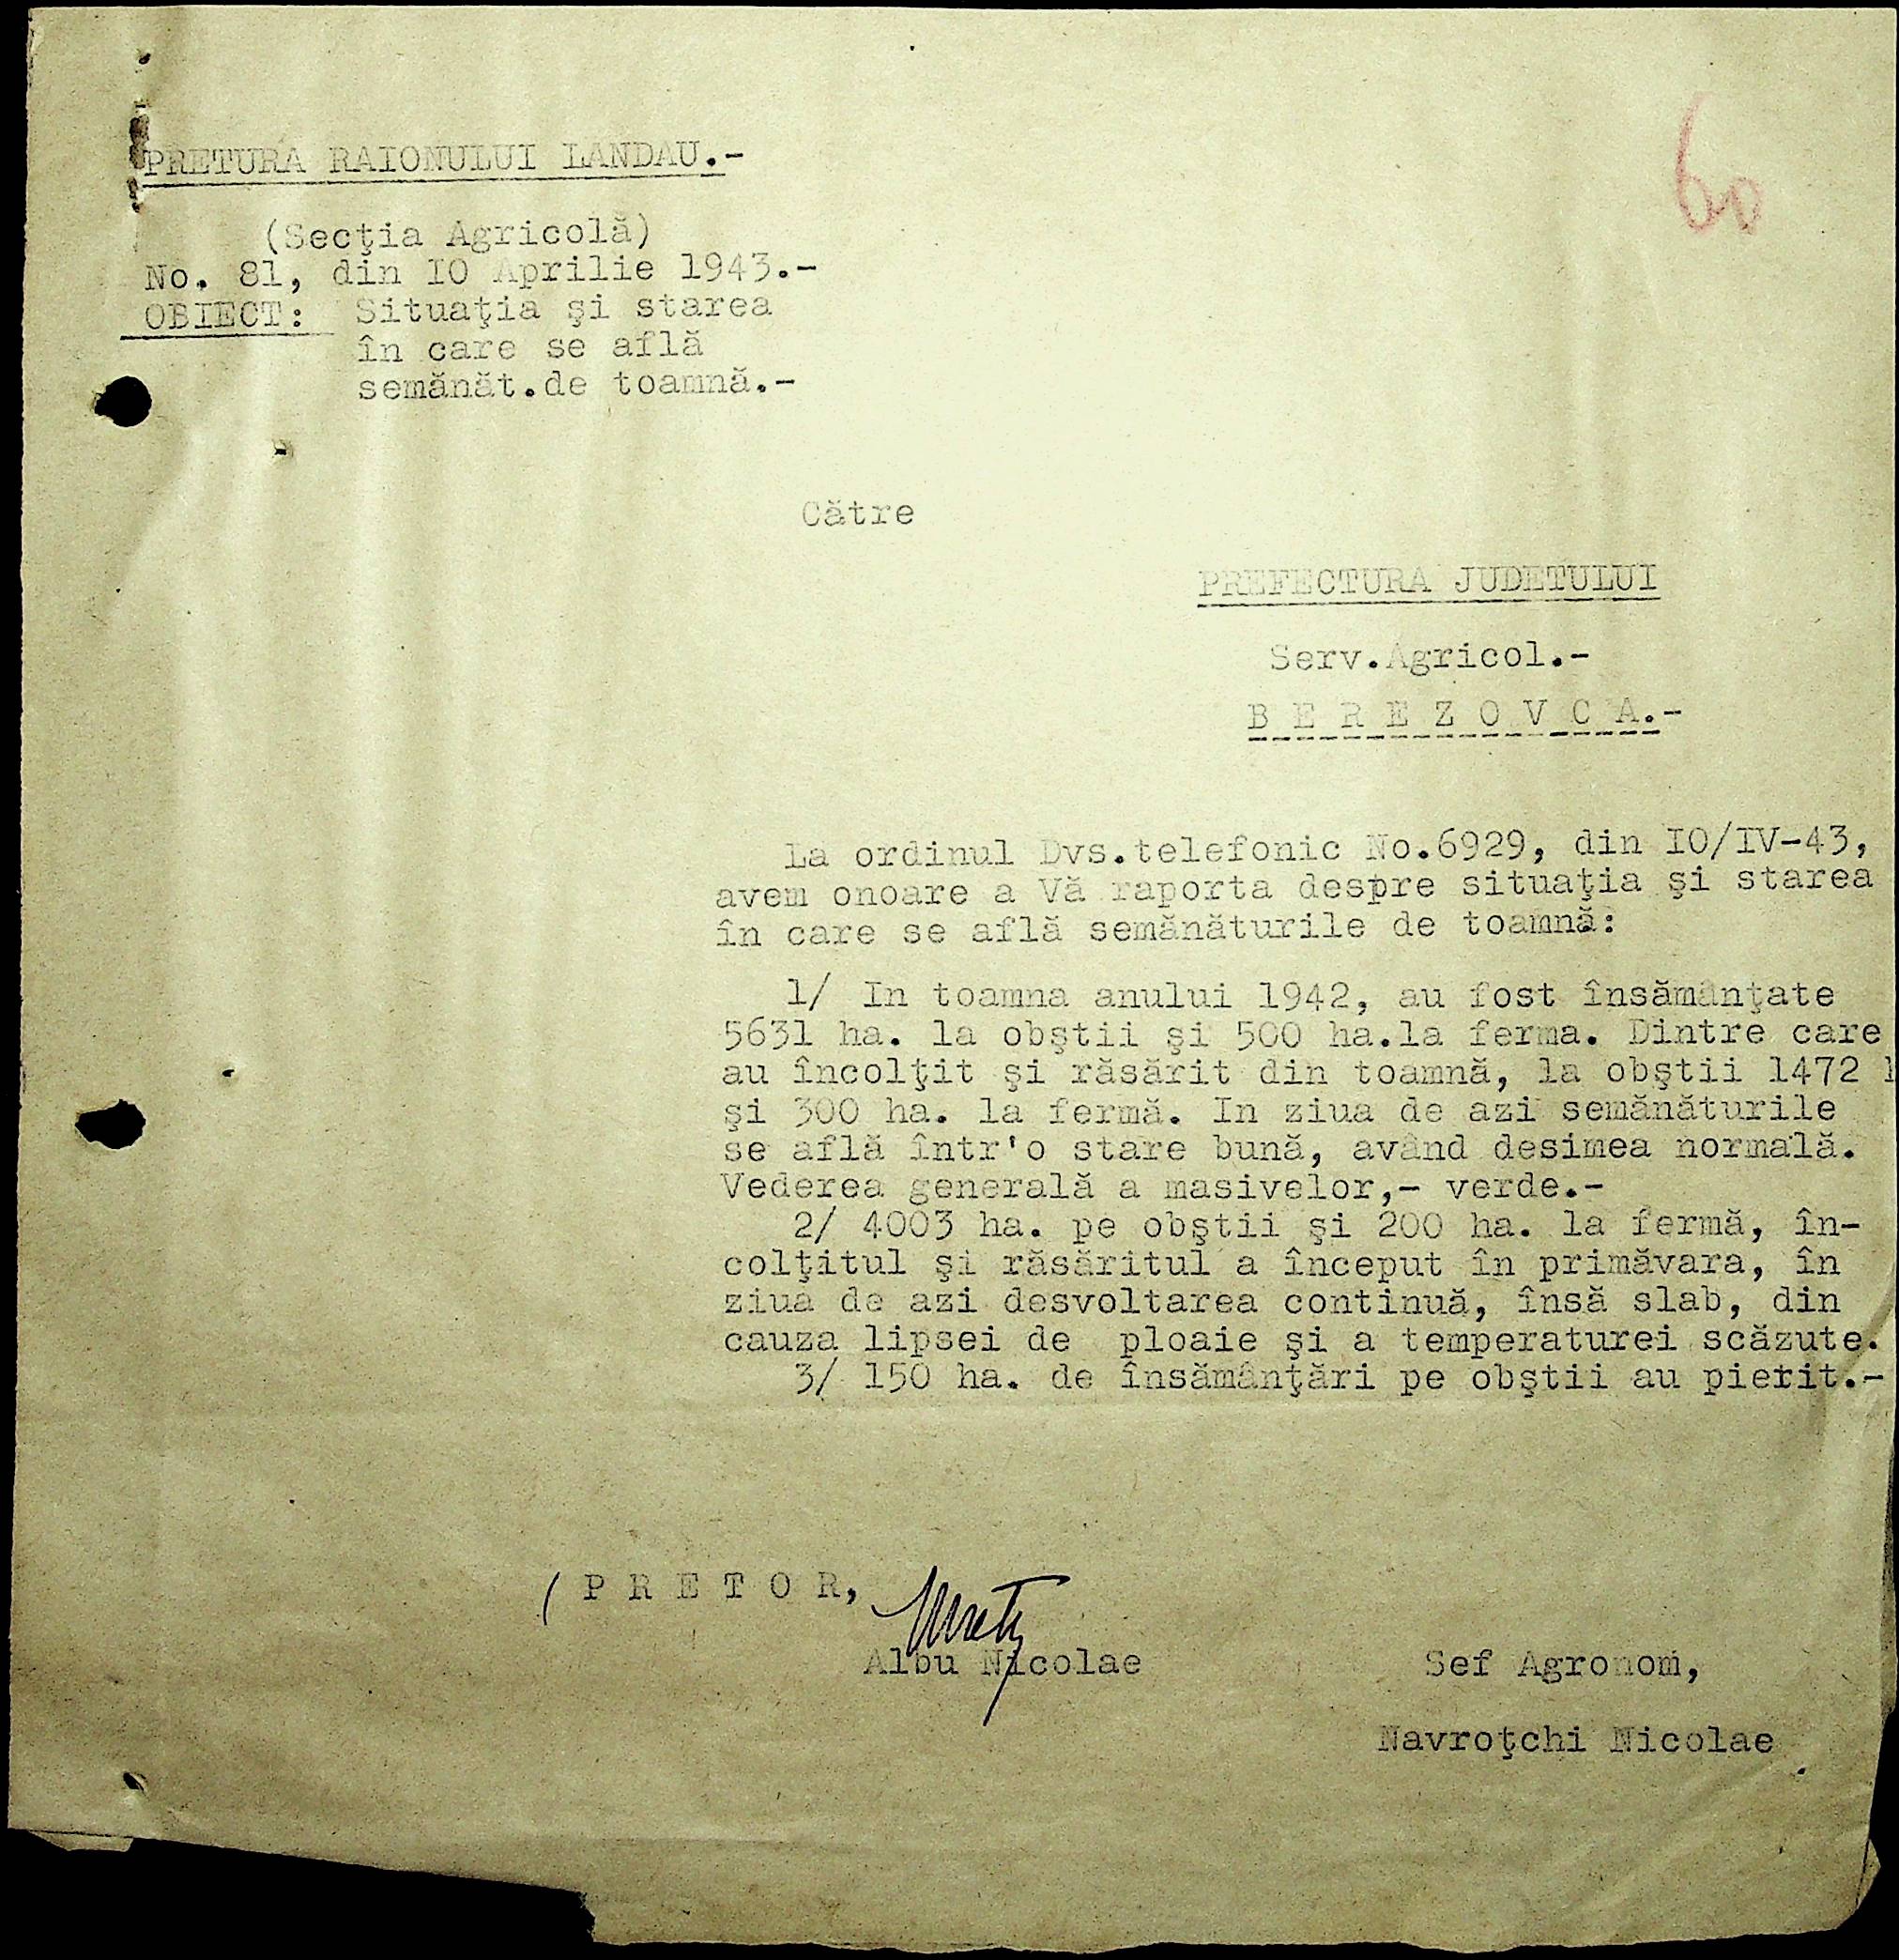 60
PRETURA RAIONULUI LANDAU.-
(Secţia Agricolă)
No. 81, din IO Aprilie 1943.-
OBIECT: Situaţia şi starea
în care se află
semănăt.de toamnă.-
Către
PREFECTURA JUDETULUI
Serv.Agricol.-
B E R E Z O V C A.-
La ordinul Dvs.telefonic No.6929, din IO/IV-43,
avem onoare a Vă raporta despre situaţia şi starea
în care se află semănăturile de toamnă:
1/ In toamna anului 1942, au fost însămânţate
5631 ha. la obştii şi 500 ha.la ferma. Dintre care
au încolţit şi răsărit din toamnă, la obştii 1472
şi 300 ha. la fermă. In ziua de azi semănăturile
se află într'o stare bună, având desimea normală.
Vederea generală a masivelor,- verde.-
2/ 4003 ha. pe obştii şi 200 ha. la fermă, în-
colţitul şi răsăritul a început în primăvara, în
ziua de azi desvoltarea continuă, însă slab, din
cauza lipsei de ploaie şi a temperaturei scăzute.
3/ 150 ha. de însămânţări pe obştii au pierit.-
( P R E T O R,
Albu Nicolae
Sef Agronom,
Navroţchi Nicolae